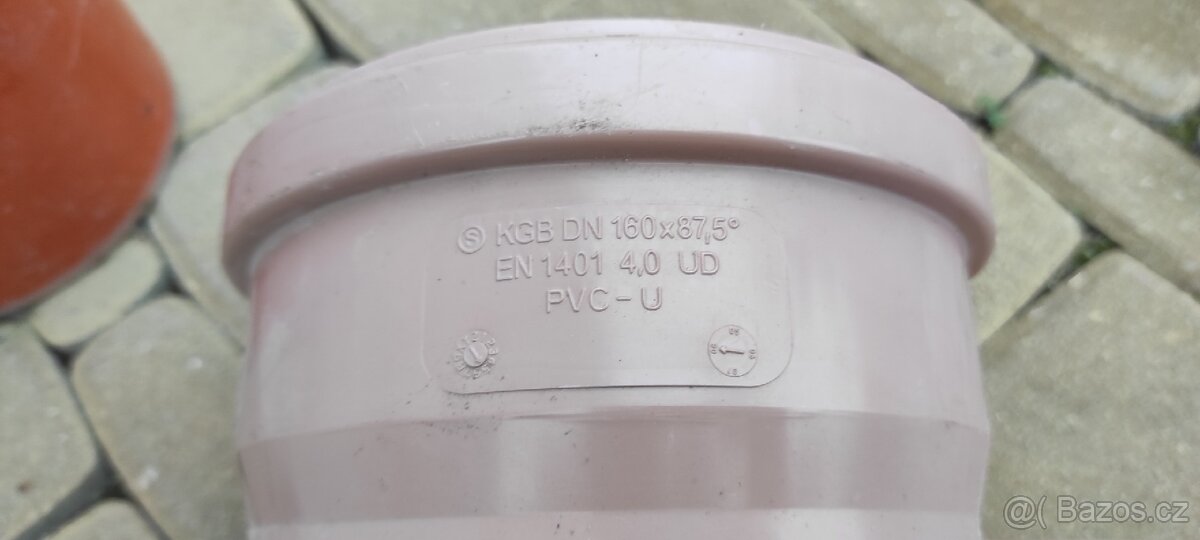 Ⓢ KGB DN 160x87,5°
EN 1401 4,0 UD
PVC-U
@( Bazos.cz